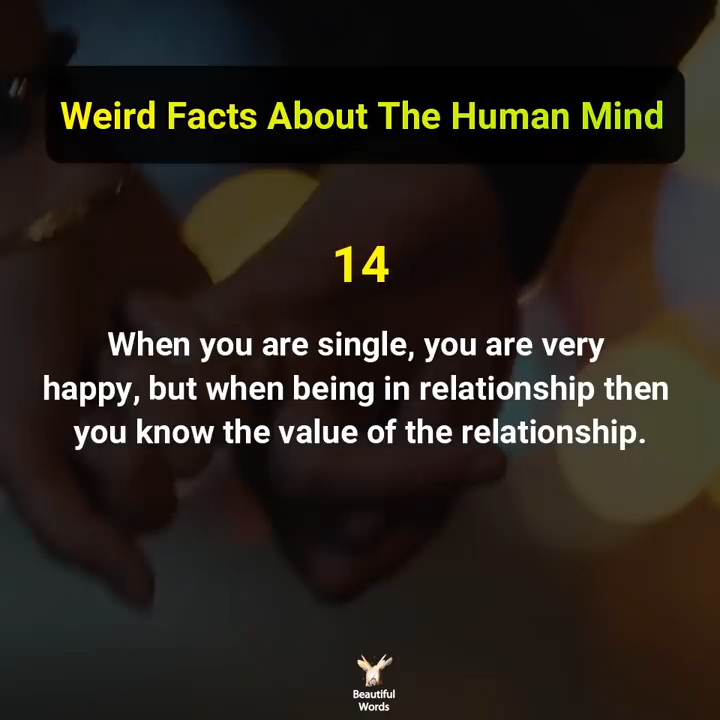 Weird Facts About The Human Mind
14
When you are single, you are very
happy, but when being in relationship then
you know the value of the relationship.
Beautiful
Words